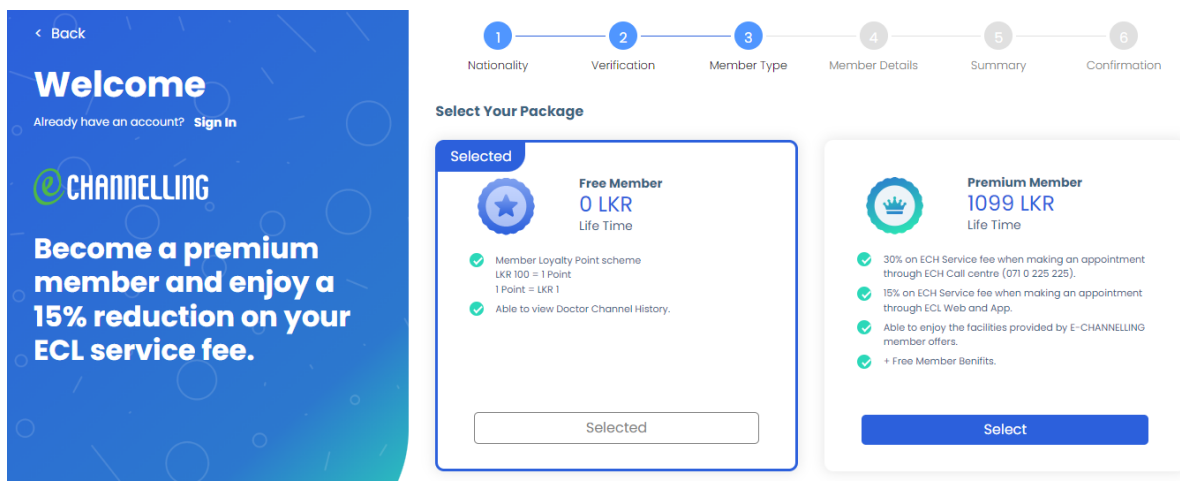 < Back
Welcome
Already have an account? Sign In
e CHANNELLING
Become a premium
member and enjoy a
15% reduction on your
ECL service fee.
1
2
3
4
5
6
Nationality
Verification
Member Type
Member Details
Summary
Confirmation
Select Your Package
Selected
Free Member
0 LKR
Life Time
Member Loyalty Point scheme
LKR 100 = 1 Point
1 Point = LKR 1
Able to view Doctor Channel History.
Selected
Premium Member
1099 LKR
Life Time
30% on ECH Service fee when making an appointment
through ECH Call centre (071 0 225 225).
15% on ECH Service fee when making an appointment
through ECL Web and App.
Able to enjoy the facilities provided by E-CHANNELLING
member offers.
+ Free Member Benifits.
Select